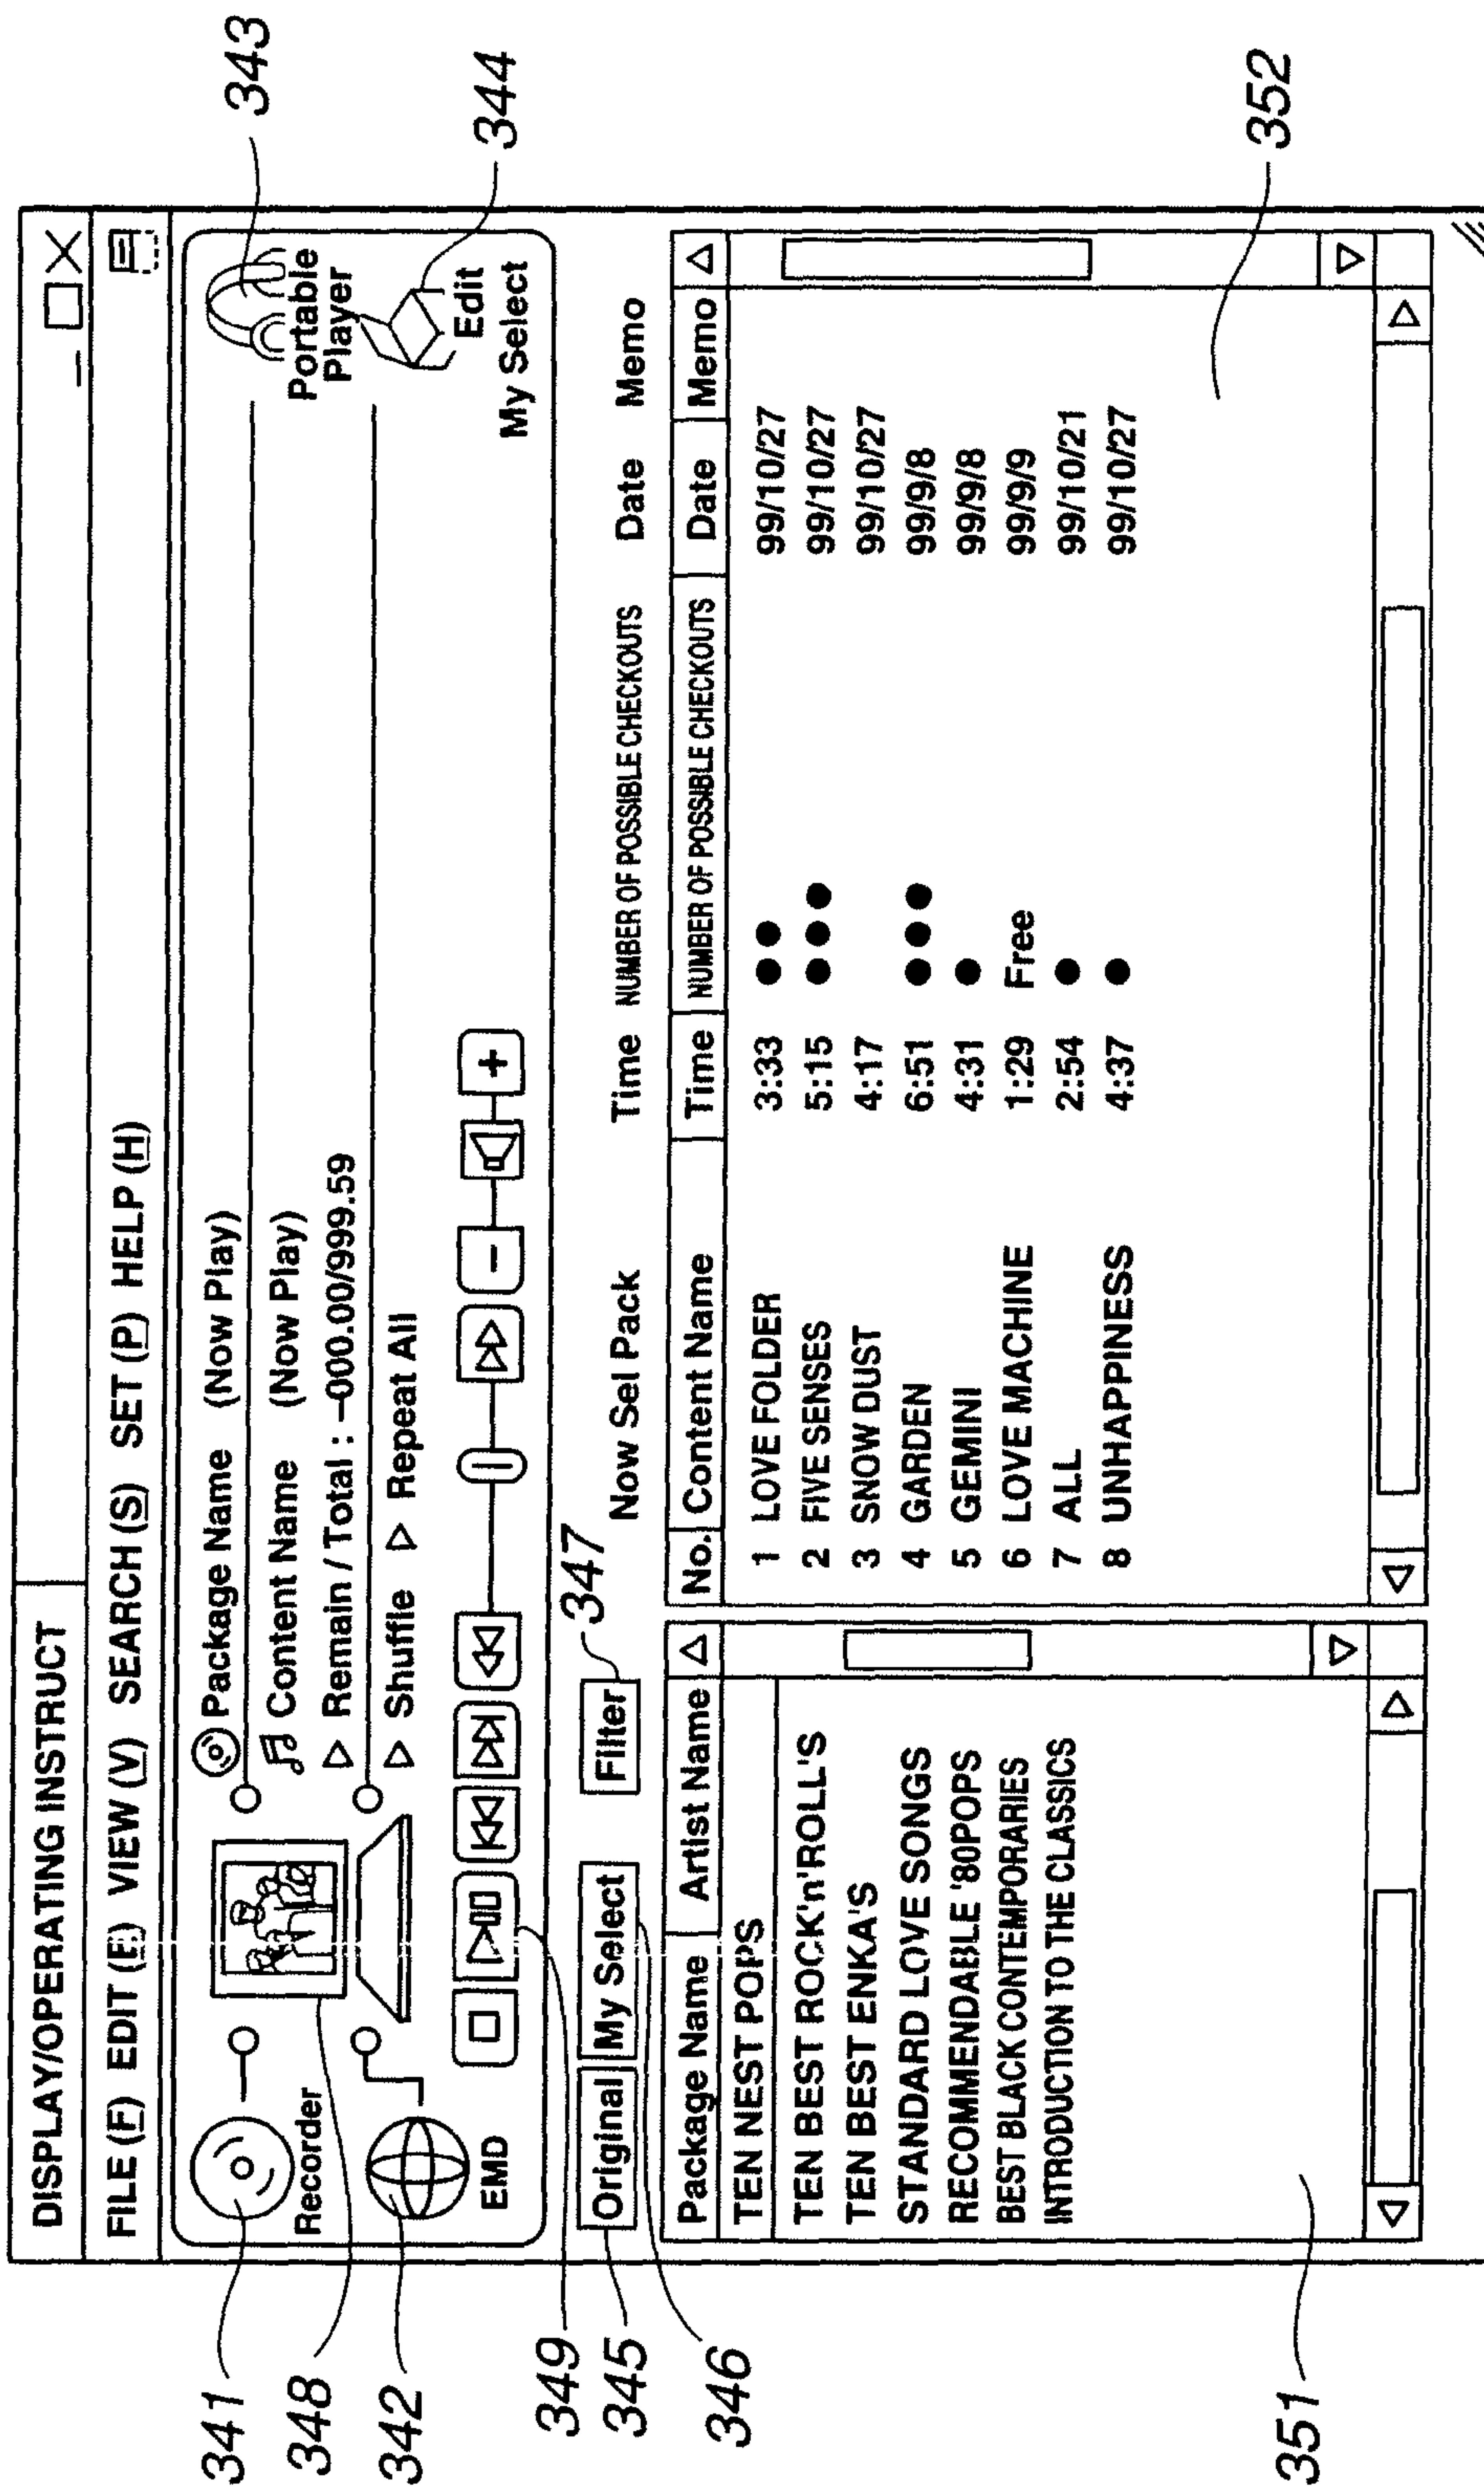 DISPLAY/OPERATING INSTRUCT
FILE (F) EDIT (E) VIEW (V) SEARCH (S) SET (P) HELP (H)
Recorder
EMD
Package Name (Now Play)
Content Name (Now Play)
Remain / Total : -000.00/999.59
Shuffle Repeat All
Portable
Player
Edit
My Select
Original My Select Filter
Now Sel Pack Time NUMBER OF POSSIBLE CHECKOUTS Date Memo
Package Name Artist Name
TEN NEST POPS
TEN BEST ROCK'n'ROLL'S
TEN BEST ENKA'S
STANDARD LOVE SONGS
RECOMMENDABLE '80POPS
BEST BLACK CONTEMPORARIES
INTRODUCTION TO THE CLASSICS
No. Content Name Time NUMBER OF POSSIBLE CHECKOUTS Date Memo
1 LOVE FOLDER 3:33 ●● 99/10/27
2 FIVE SENSES 5:15 ●●● 99/10/27
3 SNOW DUST 4:17 99/10/27
4 GARDEN 6:51 ●●● 99/9/8
5 GEMINI 4:31 ● 99/9/8
6 LOVE MACHINE 1:29 Free 99/9/9
7 ALL 2:54 ● 99/10/21
8 UNHAPPINESS 4:37 ● 99/10/27
341
348
342
349
345
346
351
347
343
344
352